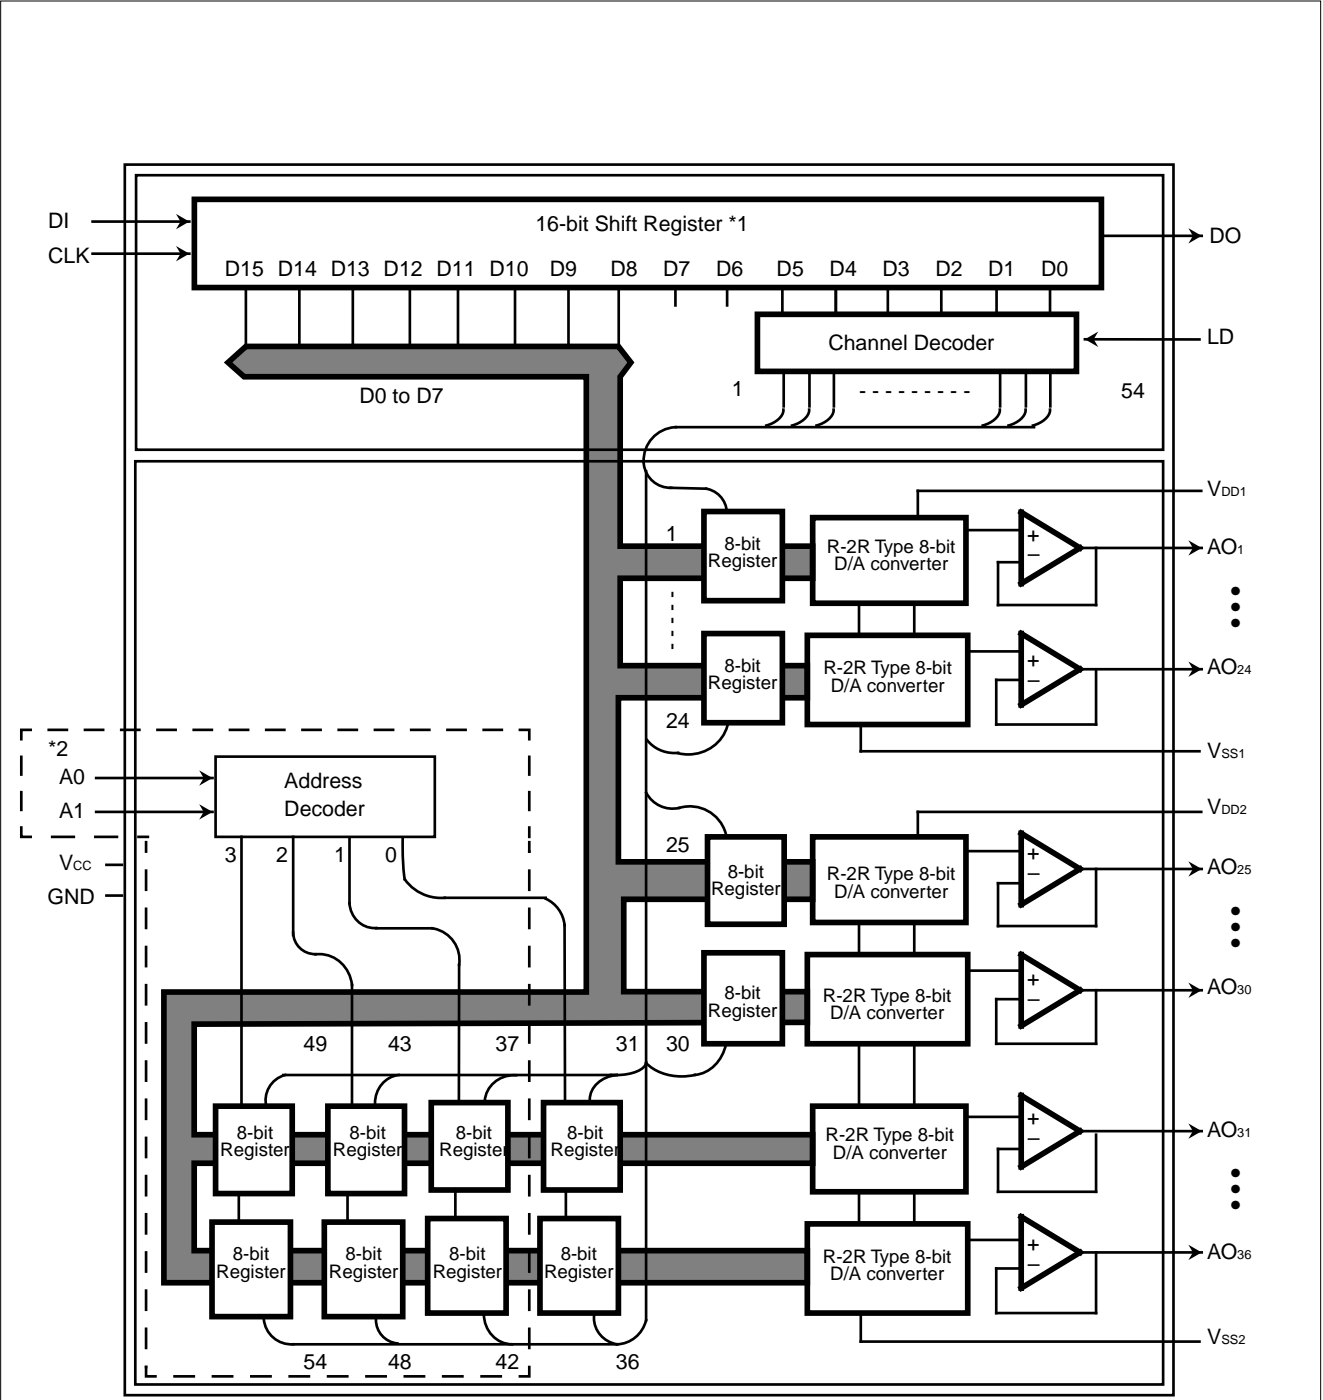 DI
CLK
16-bit Shift Register *1
DO
D15 D14 D13 D12 D11 D10 D9 D8 D7 D6 D5 D4 D3 D2 D1 D0
Channel Decoder
LD
D0 to D7
1
54
VDD1
1
8-bit
Register
R-2R Type 8-bit
D/A converter
+
−
AO1
8-bit
Register
R-2R Type 8-bit
D/A converter
+
−
AO24
24
VSS1
*2
A0
A1
Address
Decoder
VDD2
3 2 1 0
VCC
GND
25
8-bit
Register
R-2R Type 8-bit
D/A converter
+
−
AO25
8-bit
Register
R-2R Type 8-bit
D/A converter
+
−
AO30
49 43 37 31 30
8-bit
Register
8-bit
Register
8-bit
Register
8-bit
Register
R-2R Type 8-bit
D/A converter
+
−
AO31
8-bit
Register
8-bit
Register
8-bit
Register
8-bit
Register
R-2R Type 8-bit
D/A converter
+
−
AO36
VSS2
54 48 42 36